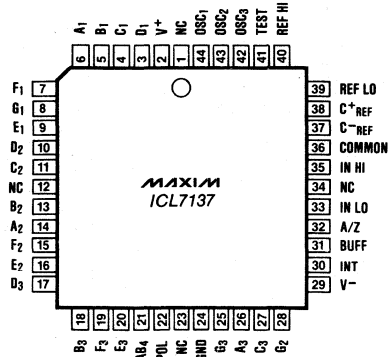 A1 B1 C1 D1 V+ NC OSC1 OSC2 OSC3 TEST REF HI
6 5 4 3 2 1 44 43 42 41 40
F1 7
G1 8
E1 9
D2 10
C2 11
NC 12
B2 13
A2 14
F2 15
E2 16
D3 17
MAXIM
ICL7137
39 REF LO
38 C+REF
37 C-REF
36 COMMON
35 IN HI
34 NC
33 IN LO
32 A/Z
31 BUFF
30 INT
29 V-
18 19 20 21 22 23 24 25 26 27 28
B3 F3 E3 AB4 POL NC GND G3 A3 C3 G2